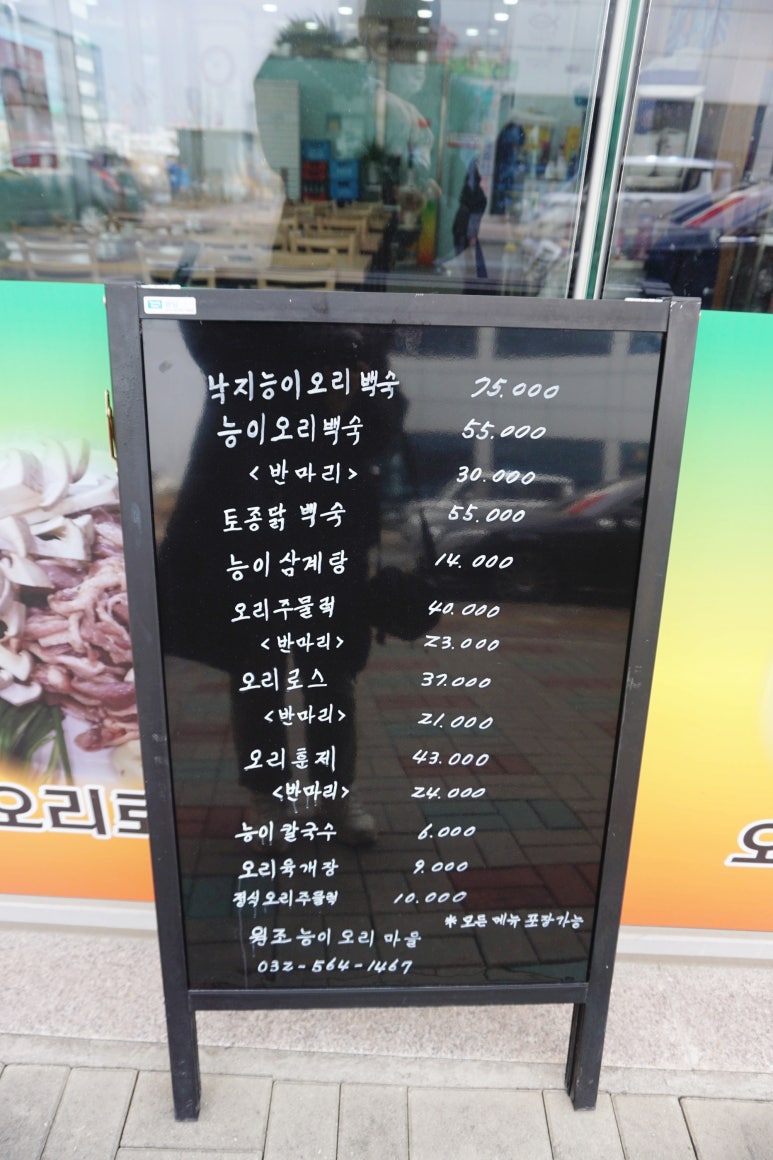 낙지능이오리백숙 75.000
능이오리백숙 55.000
<반마리> 30.000
토종닭 백숙 55.000
능이삼계탕 14.000
오리주물럭 40.000
<반마리> 23.000
오리로스 37.000
<반마리> 21.000
오리훈제 43.000
<반마리> 24.000
능이칼국수 6.000
오리육개장 9.000
정식오리주물럭 10.000
*모든 메뉴 포장가능
원조능이오리마을
032-564-1467
오리로
오